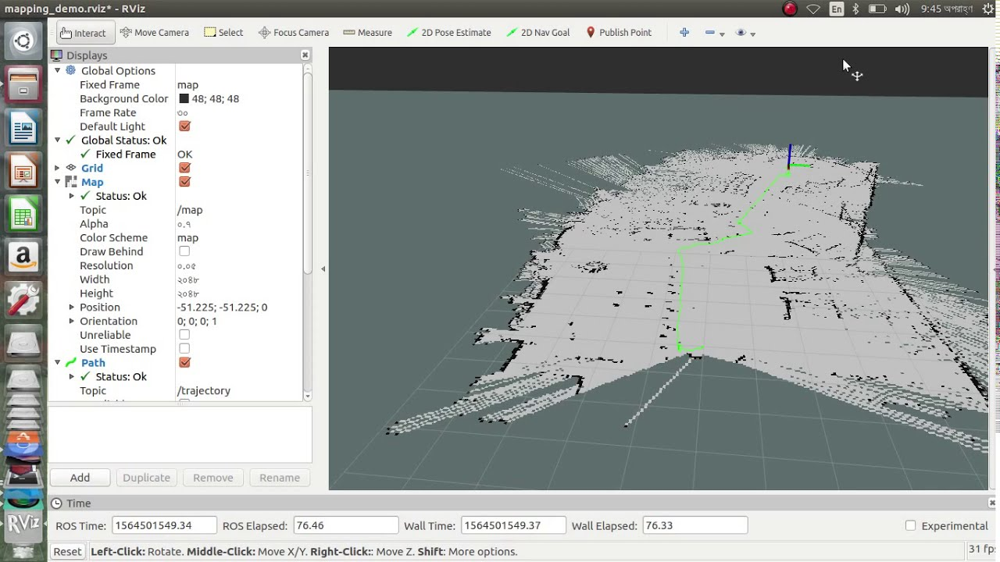 mapping_demo.rviz* - RViz
En
9:45 অপরাহ্ণ
Interact Move Camera Select Focus Camera Measure 2D Pose Estimate 2D Nav Goal Publish Point
Displays
Global Options
Fixed Frame map
Background Color 48; 48; 48
Frame Rate ৩০
Default Light
Global Status: Ok
Fixed Frame OK
Grid
Map
Status: Ok
Topic /map
Alpha ০.৭
Color Scheme map
Draw Behind
Resolution ০.০৫
Width ২০৪৮
Height ২০৪৮
Position -51.225; -51.225; 0
Orientation 0; 0; 0; 1
Unreliable
Use Timestamp
Path
Status: Ok
Topic /trajectory
Add Duplicate Remove Rename
Time
ROS Time: 1564501549.34 ROS Elapsed: 76.46 Wall Time: 1564501549.37 Wall Elapsed: 76.33 Experimental
Reset Left-Click: Rotate. Middle-Click: Move X/Y. Right-Click:: Move Z. Shift: More options.
31 fps
RViz
a